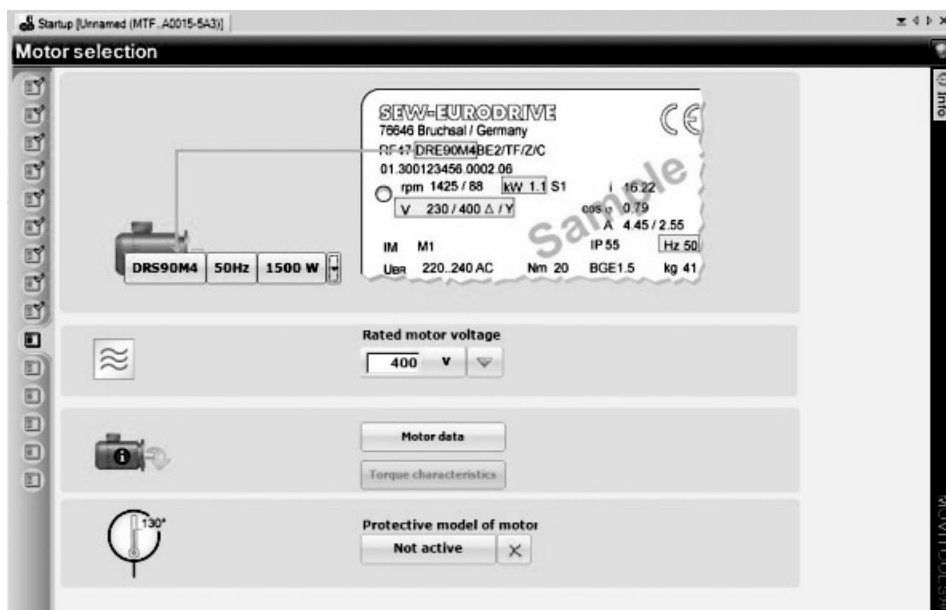 Startup [Unnamed (MTF..A0015-5A3)]
Motor selection
Info
SEW-EURODRIVE
76646 Bruchsal / Germany
RF47 DRE90M4BE2/TF/Z/C
01.300123456.0002.06
rpm 1425 / 88 kW 1.1 S1 i 16.22
V 230 / 400 Δ / Y cos φ 0.79
A 4.45 / 2.55
IM M1 IP 55 Hz 50
UBR 220..240 AC Nm 20 BGE1.5 kg 41
Sample
CE
DRS90M4 50Hz 1500 W
Rated motor voltage
400 V
Motor data
Torque characteristics
130°
Protective model of motor
Not active